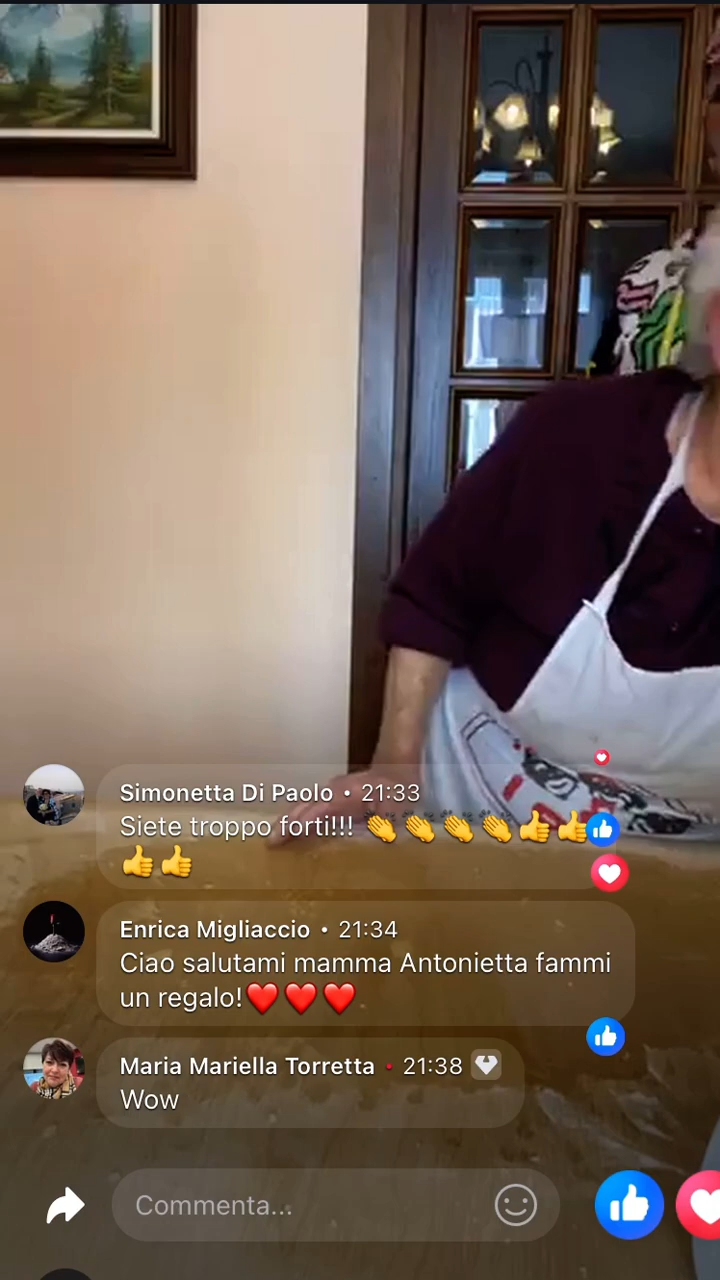 Simonetta Di Paolo • 21:33
Siete troppo forti!!! 👏👏👏👏👍👍
👍👍
Enrica Migliaccio • 21:34
Ciao salutami mamma Antonietta fammi
un regalo!❤️❤️❤️
Maria Mariella Torretta • 21:38
Wow
Commenta...